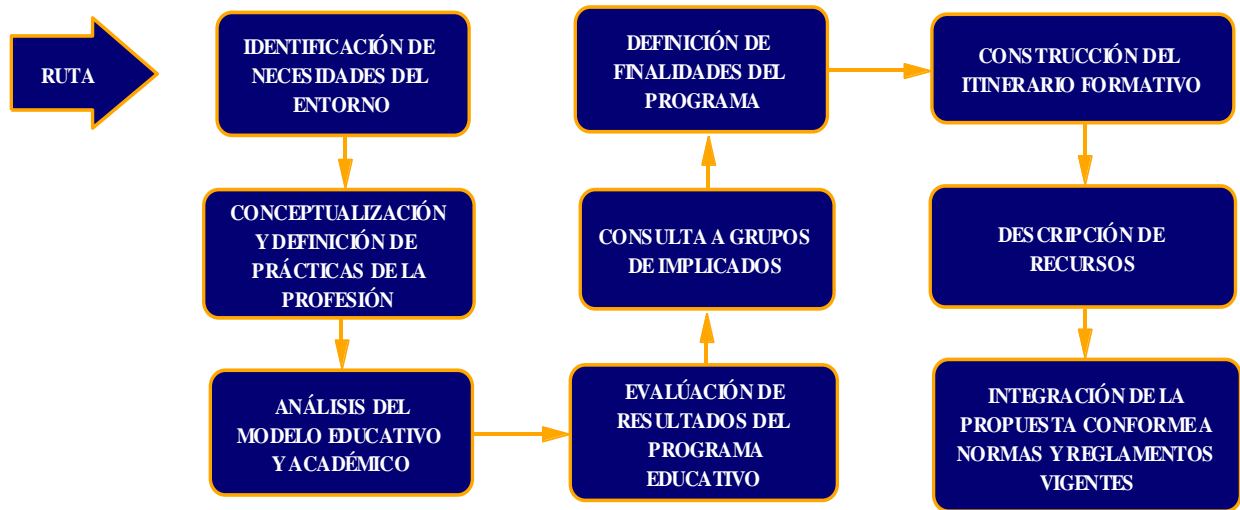 RUTA
IDENTIFICACIÓN DE
NECESIDADES DEL
ENTORNO
CONCEPTUALIZACIÓN
Y DEFINICIÓN DE
PRÁCTICAS DE LA
PROFESIÓN
ANÁLISIS DEL
MODELO EDUCATIVO
Y ACADÉMICO
EVALÚACIÓN DE
RESULTADOS DEL
PROGRAMA
EDUCATIVO
CONSULTA A GRUPOS
DE IMPLICADOS
DEFINICIÓN DE
FINALIDADES DEL
PROGRAMA
CONSTRUCCIÓN DEL
ITINERARIO FORMATIVO
DESCRIPCIÓN DE
RECURSOS
INTEGRACIÓN DE LA
PROPUESTA CONFORME A
NORMAS Y REGLAMENTOS
VIGENTES